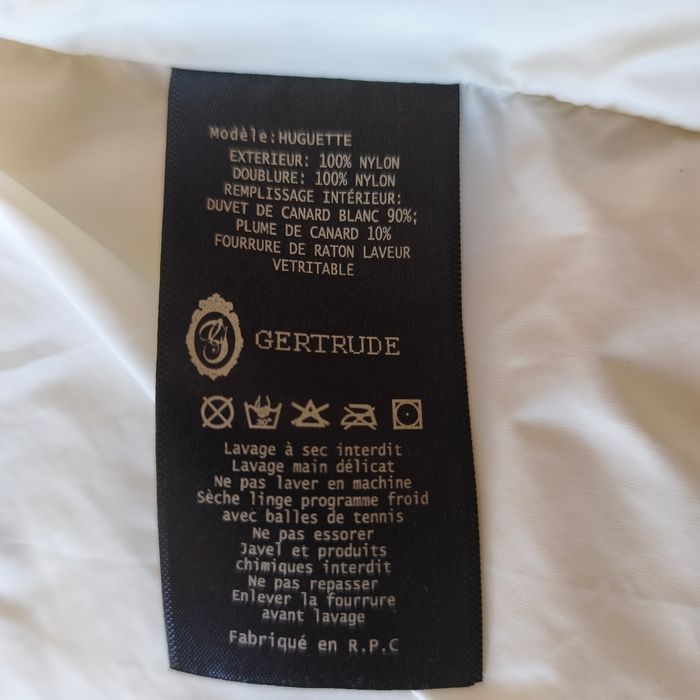 Modèle:HUGUETTE
EXTERIEUR: 100% NYLON
DOUBLURE: 100% NYLON
REMPLISSAGE INTÉRIEUR:
DUVET DE CANARD BLANC 90%;
PLUME DE CANARD 10%
FOURRURE DE RATON LAVEUR
VETRITABLE
GERTRUDE
30°
Lavage à sec interdit
Lavage main délicat
Ne pas laver en machine
Sèche linge programme froid
avec balles de tennis
Ne pas essorer
Javel et produits
chimiques interdit
Ne pas repasser
Enlever la fourrure
avant lavage
Fabriqué en R.P.C